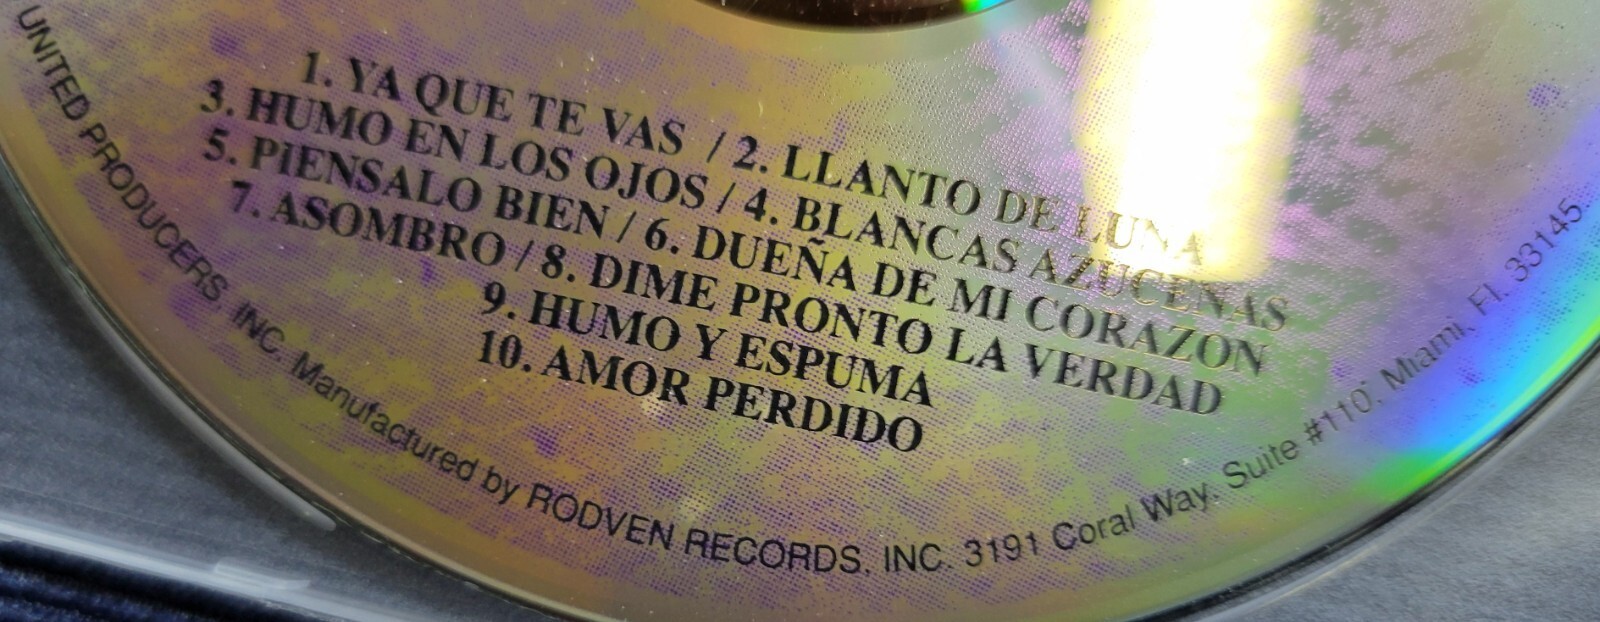 1. YA QUE TE VAS / 2. LLANTO DE LUNA
3. HUMO EN LOS OJOS / 4. BLANCAS AZUCENAS
5. PIENSALO BIEN / 6. DUEÑA DE MI CORAZON
7. ASOMBRO / 8. DIME PRONTO LA VERDAD
9. HUMO Y ESPUMA
10. AMOR PERDIDO
UNITED PRODUCERS, INC. Manufactured by RODVEN RECORDS, INC. 3191 Coral Way, Suite #110, Miami, Fl. 33145